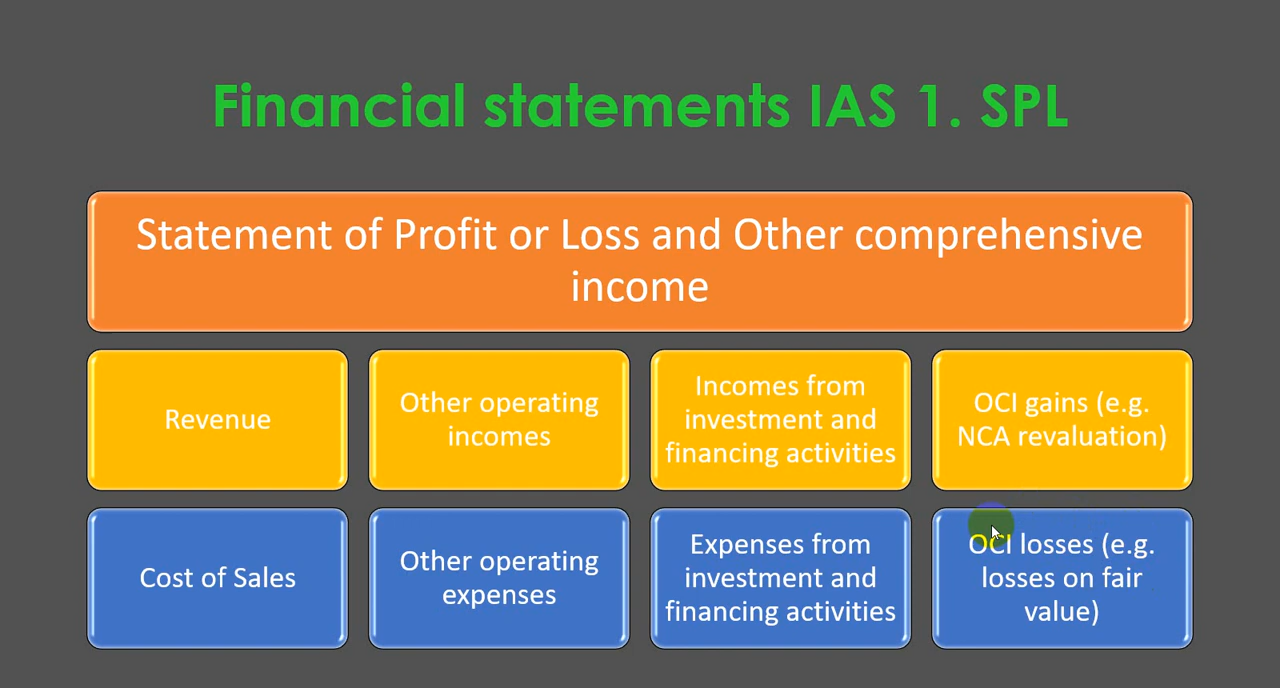 Financial statements IAS 1. SPL
Statement of Profit or Loss and Other comprehensive
income
Revenue
Other operating
incomes
Incomes from
investment and
financing activities
OCI gains (e.g.
NCA revaluation)
Cost of Sales
Other operating
expenses
Expenses from
investment and
financing activities
OCI losses (e.g.
losses on fair
value)